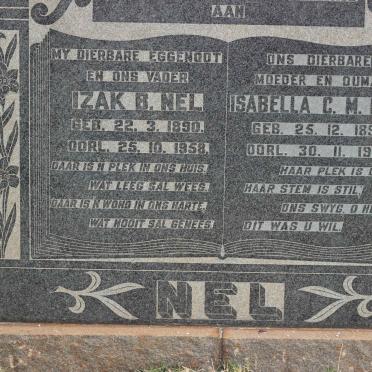 AAN
MY DIERBARE EGGENOOT
EN ONS VADER
IZAK B. NEL
GEB. 22. 3. 1890.
OORL. 25. 10. 1958.
DAAR IS 'N PLEK IN ONS HUIS,
WAT LEEG SAL WEES.
DAAR IS 'N WOND IN ONS HARTE,
WAT NOOIT SAL GENEES.
ONS DIERBARE
MOEDER EN OUMA
ISABELLA C. M.
GEB. 25. 12.
OORL. 30. 11.
HAAR PLEK IS
HAAR STEM IS STIL,
ONS SWYG, O
DIT WAS U WIL.
NEL